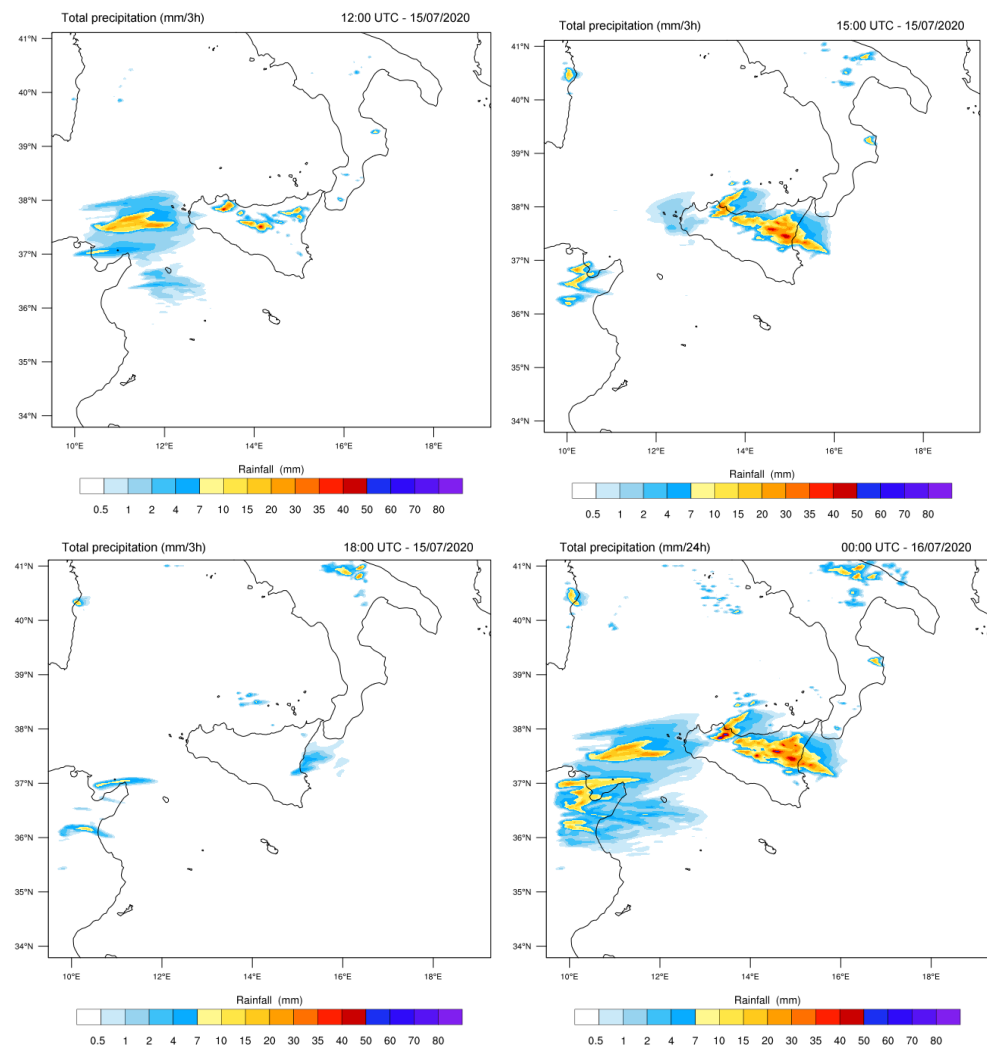 Total precipitation (mm/3h) 12:00 UTC - 15/07/2020
41°N
40°N
39°N
38°N
37°N
36°N
35°N
34°N
10°E 12°E 14°E 16°E 18°E
Rainfall (mm)
0.5 1 2 4 7 10 15 20 30 35 40 50 60 70 80
Total precipitation (mm/3h) 15:00 UTC - 15/07/2020
41°N
40°N
39°N
38°N
37°N
36°N
35°N
34°N
10°E 12°E 14°E 16°E 18°E
Rainfall (mm)
0.5 1 2 4 7 10 15 20 30 35 40 50 60 70 80
Total precipitation (mm/3h) 18:00 UTC - 15/07/2020
41°N
40°N
39°N
38°N
37°N
36°N
35°N
34°N
10°E 12°E 14°E 16°E 18°E
Rainfall (mm)
0.5 1 2 4 7 10 15 20 30 35 40 50 60 70 80
Total precipitation (mm/24h) 00:00 UTC - 16/07/2020
41°N
40°N
39°N
38°N
37°N
36°N
35°N
34°N
10°E 12°E 14°E 16°E 18°E
Rainfall (mm)
0.5 1 2 4 7 10 15 20 30 35 40 50 60 70 80